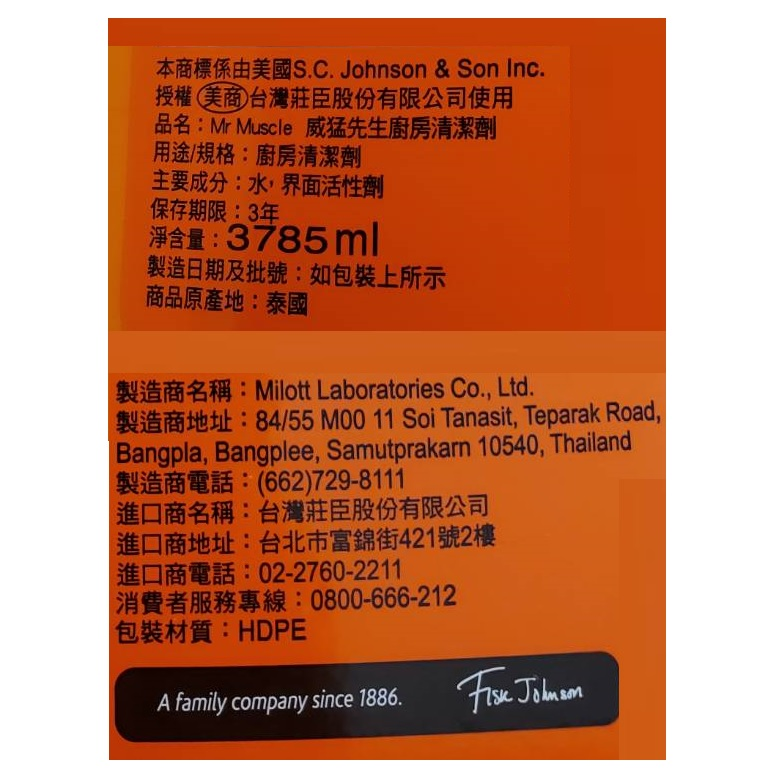 本商標係由美國S.C. Johnson & Son Inc.
授權(美商)台灣莊臣股份有限公司使用
品名：Mr Muscle 威猛先生廚房清潔劑
用途/規格：廚房清潔劑
主要成分：水，界面活性劑
保存期限：3年
淨含量：3785ml
製造日期及批號：如包裝上所示
商品原產地：泰國
製造商名稱：Milott Laboratories Co., Ltd.
製造商地址：84/55 M00 11 Soi Tanasit, Teparak Road,
Bangpla, Bangplee, Samutprakarn 10540, Thailand
製造商電話：(662)729-8111
進口商名稱：台灣莊臣股份有限公司
進口商地址：台北市富錦街421號2樓
進口商電話：02-2760-2211
消費者服務專線：0800-666-212
包裝材質：HDPE
A family company since 1886.
Fisk Johnson